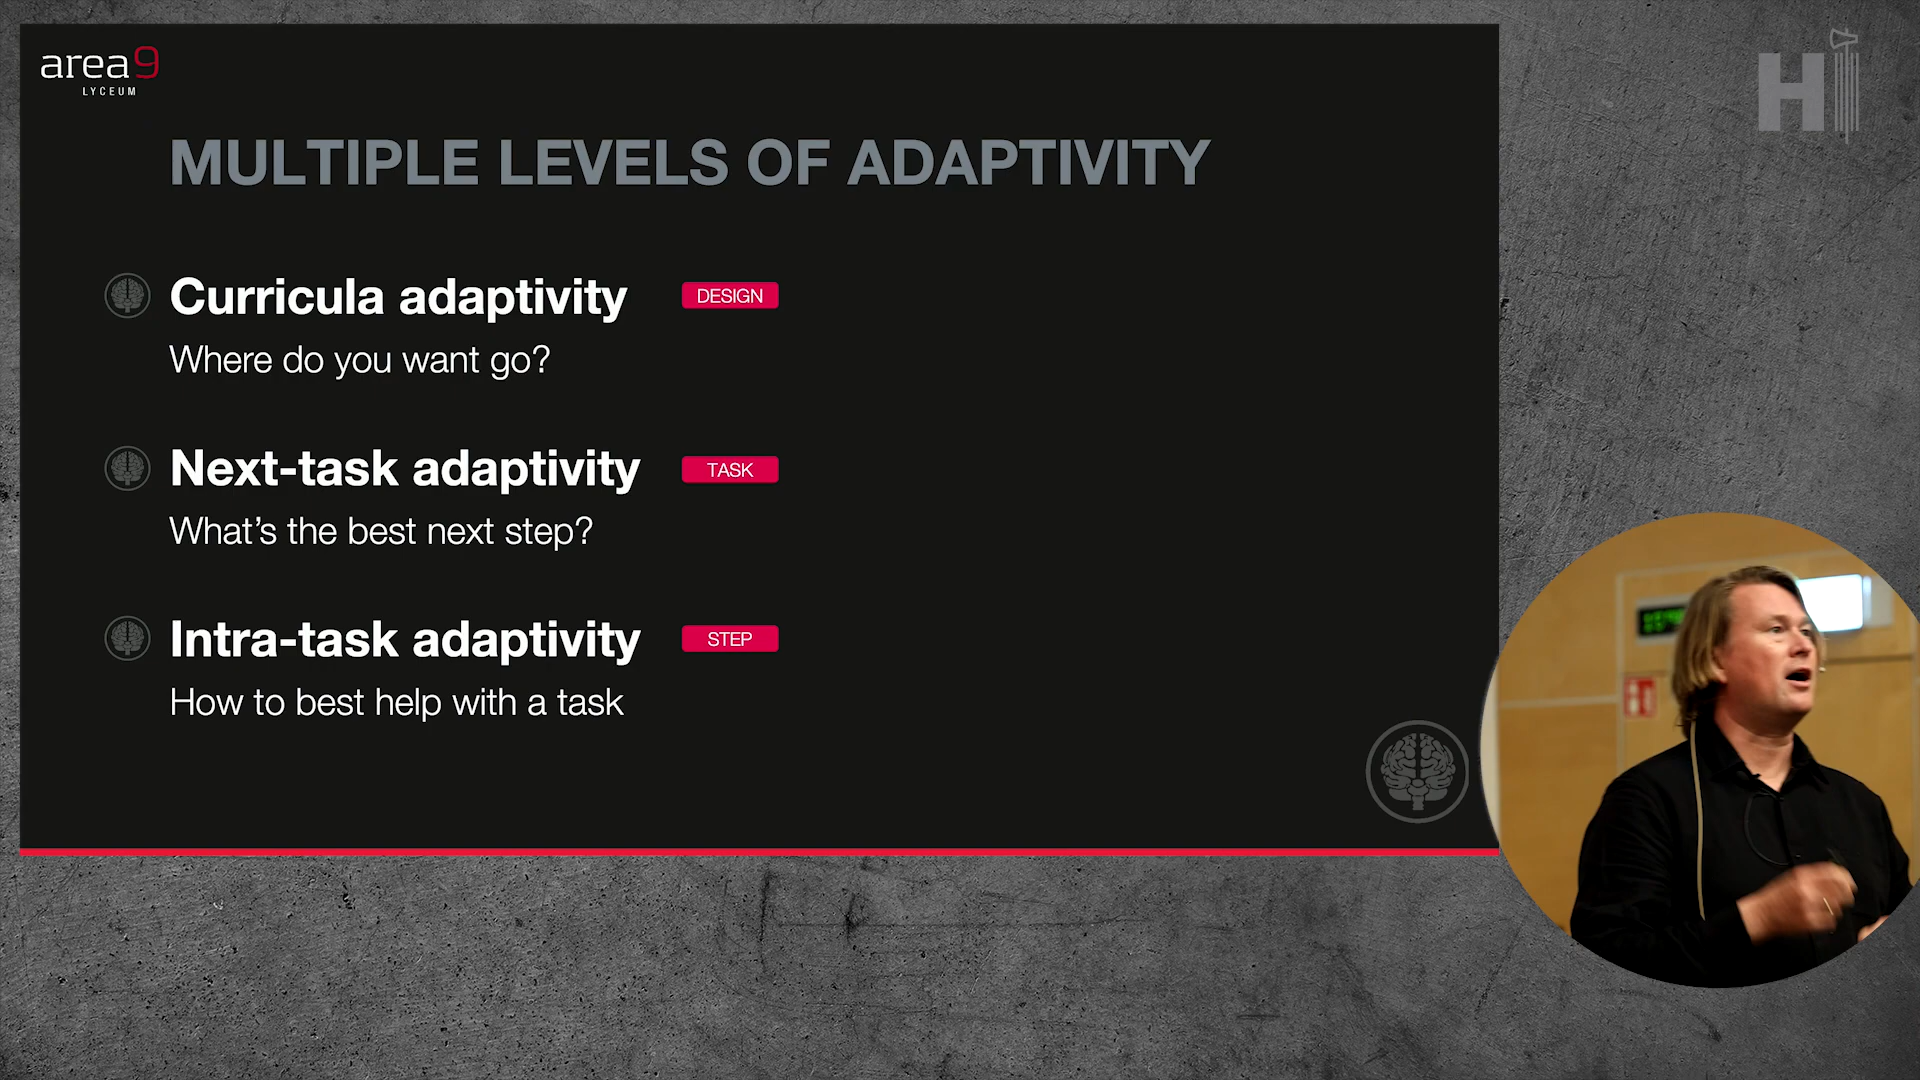 area9
LYCEUM
MULTIPLE LEVELS OF ADAPTIVITY
Curricula adaptivity DESIGN
Where do you want go?
Next-task adaptivity TASK
What's the best next step?
Intra-task adaptivity STEP
How to best help with a task
H